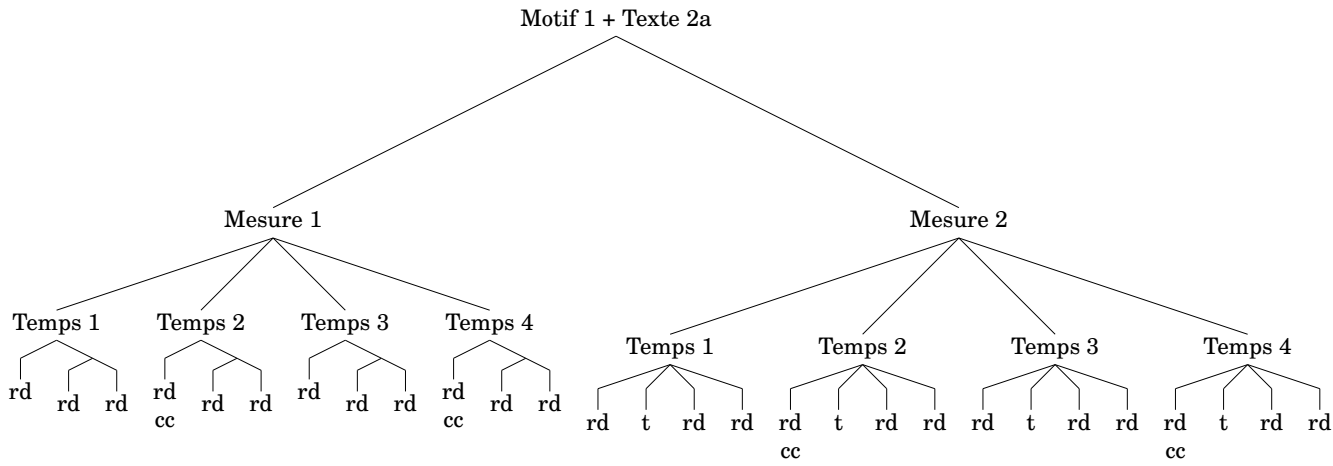 Motif 1 + Texte 2a
Mesure 1 Mesure 2
Temps 1 Temps 2 Temps 3 Temps 4
Temps 1 Temps 2 Temps 3 Temps 4
rd rd rd rd rd rd rd rd rd rd rd rd
cc cc
rd t rd rd rd t rd rd rd t rd rd rd t rd rd
cc cc